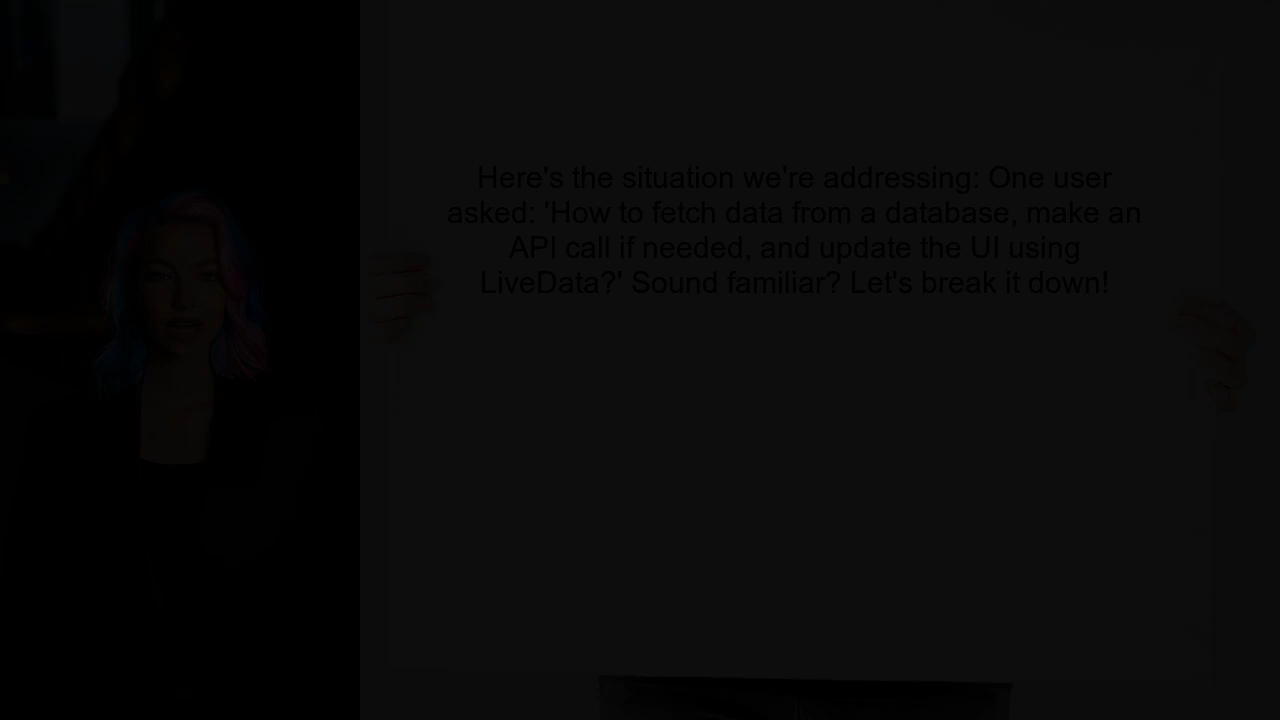 Here's the situation we're addressing: One user
asked: 'How to fetch data from a database, make an
API call if needed, and update the UI using
LiveData?' Sound familiar? Let's break it down!